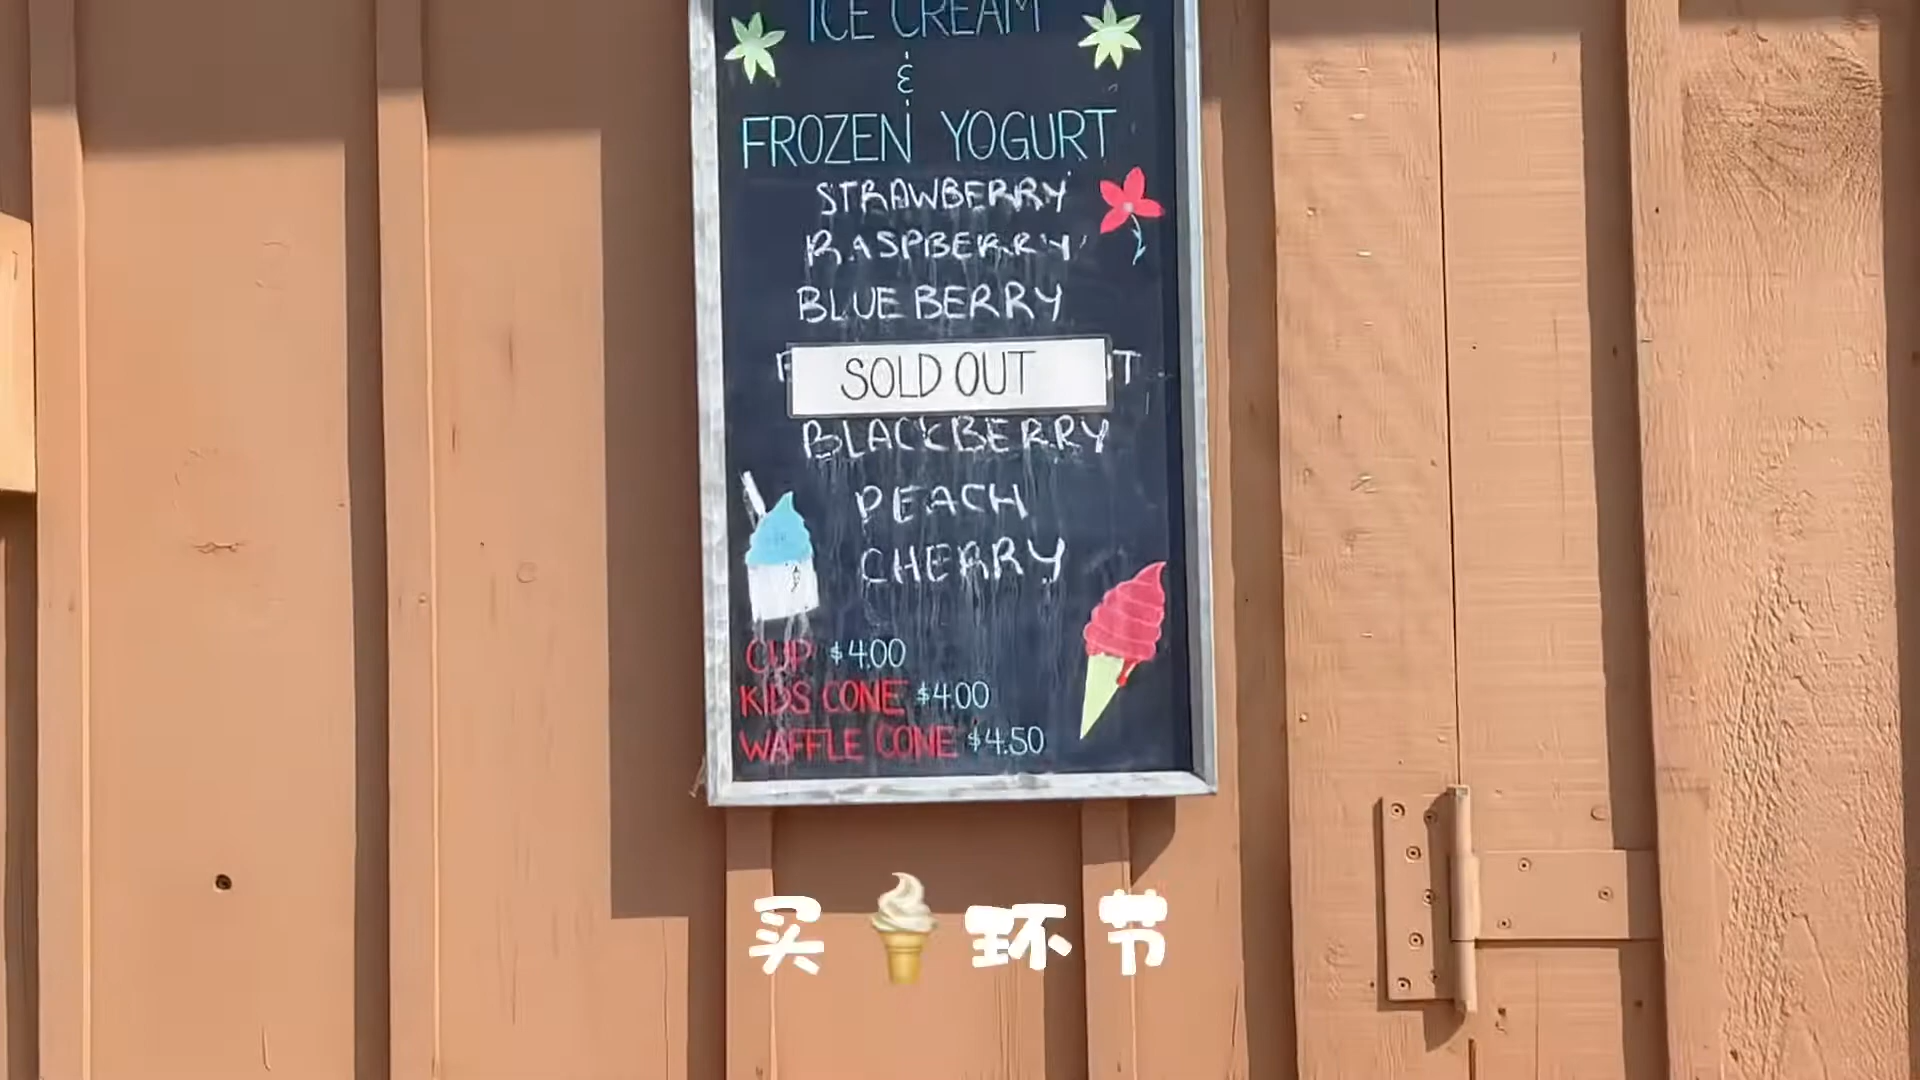 ICE CREAM
&
FROZEN YOGURT
STRAWBERRY
RASPBERRY
BLUEBERRY
SOLD OUT
BLACKBERRY
PEACH
CHERRY
CUP $4.00
KIDS CONE $4.00
WAFFLE CONE $4.50
买🍦环节